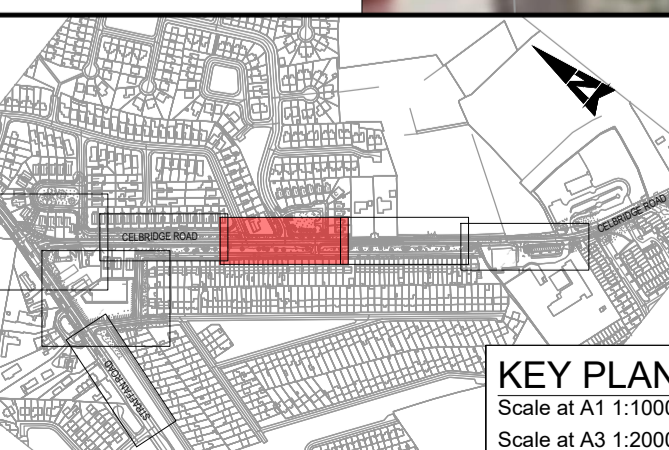 N
CELBRIDGE ROAD
CELBRIDGE ROAD
STRAFFAN ROAD
KEY PLAN
Scale at A1 1:1000
Scale at A3 1:2000